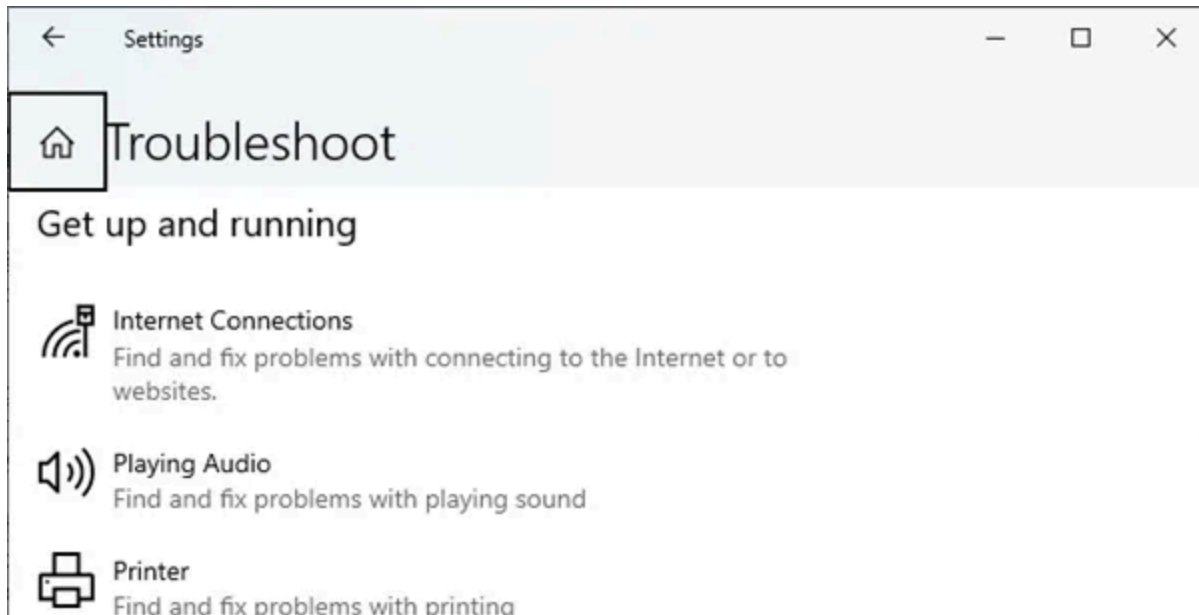 Settings
Troubleshoot
Get up and running
Internet Connections
Find and fix problems with connecting to the Internet or to
websites.
Playing Audio
Find and fix problems with playing sound
Printer
Find and fix problems with printing